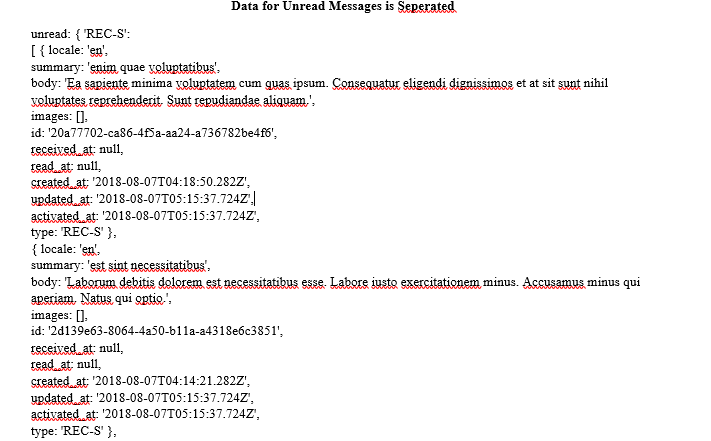 Data for Unread Messages is Seperated
unread: { 'REC-S':
[ { locale: 'en',
summary: 'enim quae voluptatibus',
body: 'Ea sapiente minima voluptatem cum quas ipsum. Consequatur eligendi dignissimos et at sit sunt nihil
voluptates reprehenderit. Sunt repudiandae aliquam.',
images: [],
id: '20a77702-ca86-4f5a-aa24-a736782be4f6',
received_at: null,
read_at: null,
created_at: '2018-08-07T04:18:50.282Z',
updated_at: '2018-08-07T05:15:37.724Z',
activated_at: '2018-08-07T05:15:37.724Z',
type: 'REC-S' },
{ locale: 'en',
summary: 'est sint necessitatibus',
body: 'Laborum debitis dolorem est necessitatibus esse. Labore iusto exercitationem minus. Accusamus minus qui
aperiam. Natus qui optio.',
images: [],
id: '2d139e63-8064-4a50-b11a-a4318e6c3851',
received_at: null,
read_at: null,
created_at: '2018-08-07T04:14:21.282Z',
updated_at: '2018-08-07T05:15:37.724Z',
activated_at: '2018-08-07T05:15:37.724Z',
type: 'REC-S' },